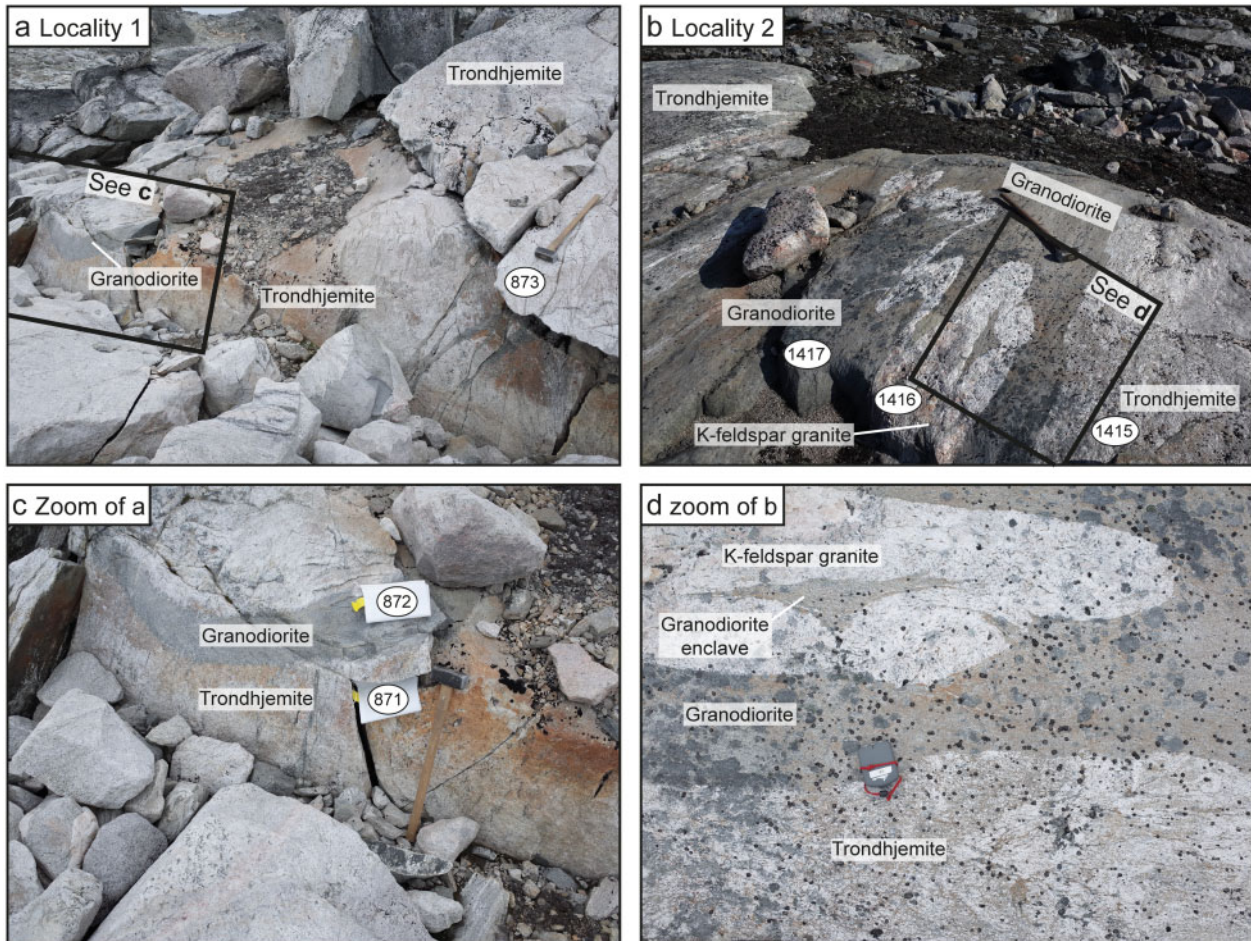 a Locality 1
Trondhjemite
See c
Granodiorite
Trondhjemite
873
b Locality 2
Trondhjemite
Granodiorite
See d
Granodiorite
1417
1416
Trondhjemite
1415
K-feldspar granite
c Zoom of a
872
Granodiorite
Trondhjemite
871
d zoom of b
K-feldspar granite
Granodiorite
enclave
Granodiorite
Trondhjemite